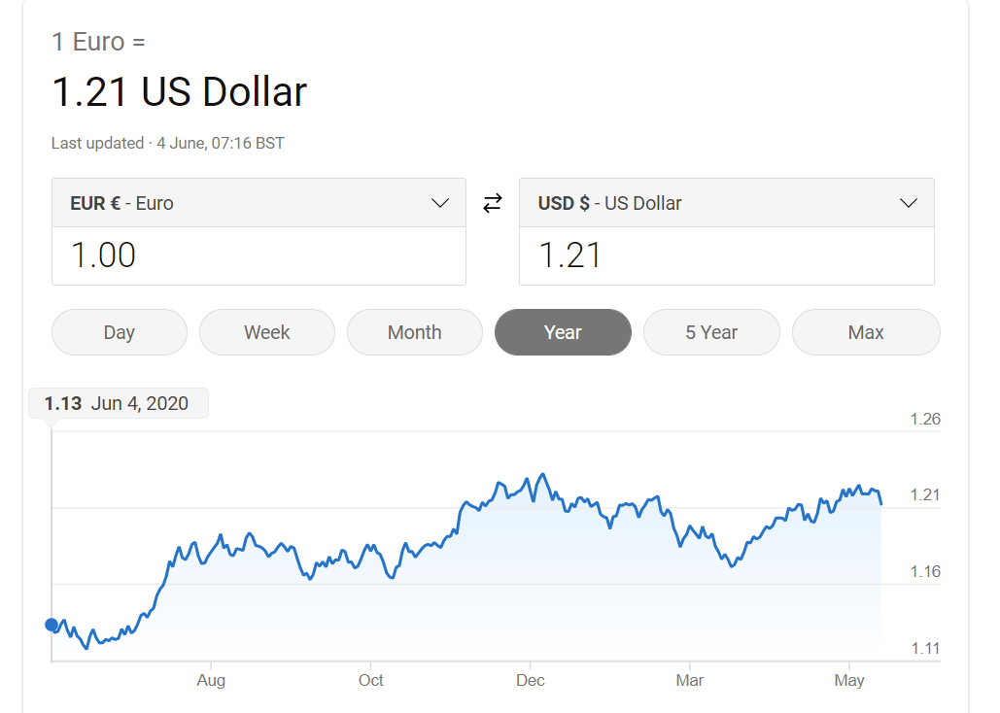 1 Euro =
1.21 US Dollar
Last updated · 4 June, 07:16 BST
EUR € - Euro
USD $ - US Dollar
1.00
1.21
Day Week Month Year 5 Year Max
1.13 Jun 4, 2020
1.26
1.21
1.16
1.11
Aug Oct Dec Mar May